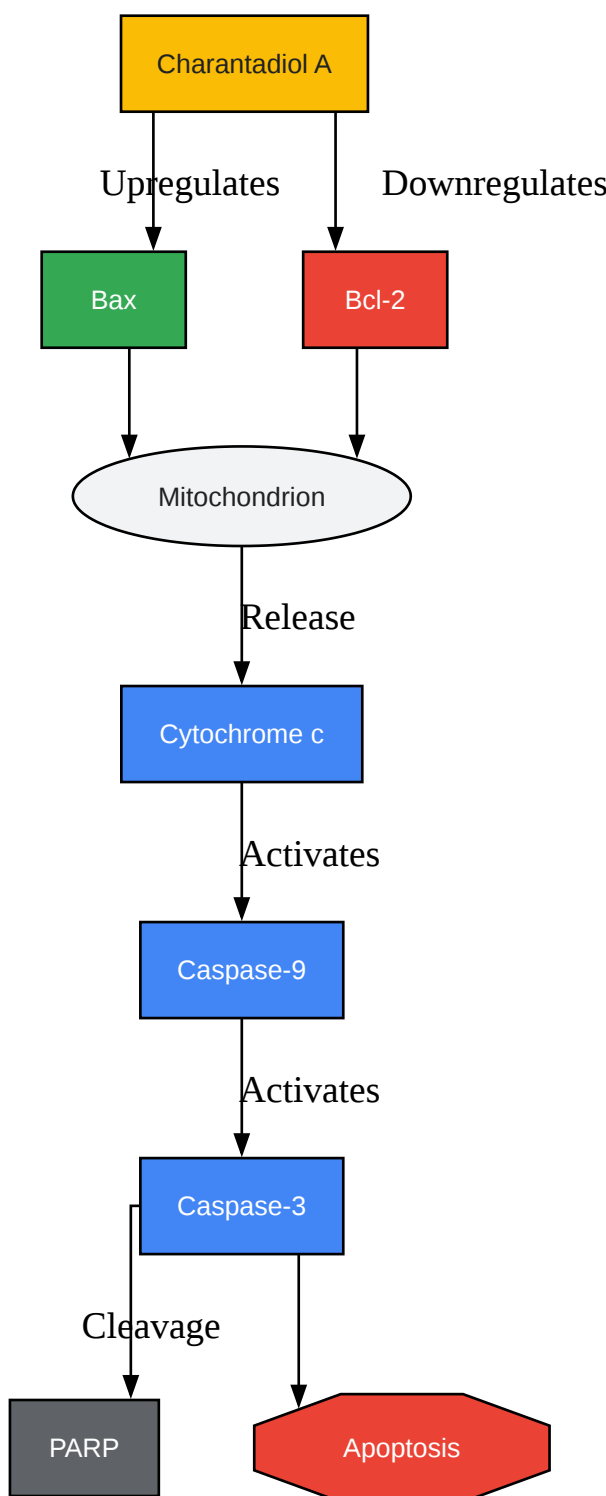 Charantadiol A
Upregulates
Downregulates
Bax
Bcl-2
Mitochondrion
Release
Cytochrome c
Activates
Caspase-9
Activates
Caspase-3
Cleavage
PARP
Apoptosis